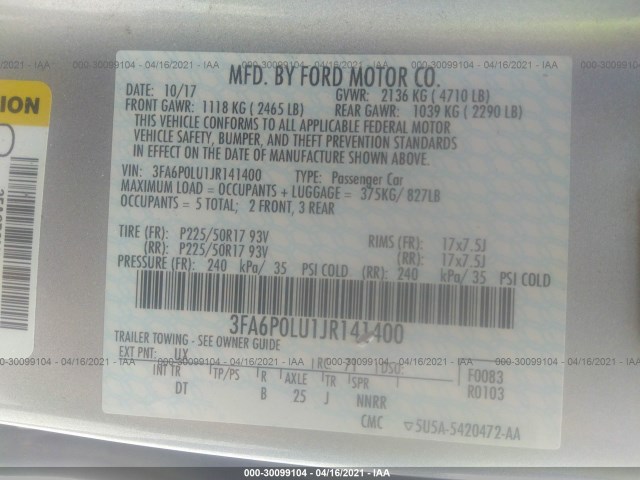 000-30099104 - 04/16/2021 - IAA
MFD. BY FORD MOTOR CO.
DATE: 10/17 GVWR: 2136 KG ( 4710 LB)
FRONT GAWR: 1118 KG ( 2465 LB) REAR GAWR: 1039 KG ( 2290 LB)
THIS VEHICLE CONFORMS TO ALL APPLICABLE FEDERAL MOTOR
VEHICLE SAFETY, BUMPER, AND THEFT PREVENTION STANDARDS
IN EFFECT ON THE DATE OF MANUFACTURE SHOWN ABOVE.
VIN: 3FA6P0LU1JR141400 TYPE: Passenger Car
MAXIMUM LOAD = OCCUPANTS + LUGGAGE = 375KG/ 827LB
OCCUPANTS = 5 TOTAL; 2 FRONT, 3 REAR
TIRE (FR): P225/50R17 93V RIMS (FR): 17x7.5J
(RR): P225/50R17 93V (RR): 17x7.5J
PRESSURE (FR): 240 kPa/ 35 PSI COLD (RR): 240 kPa/ 35 PSI COLD
3FA6P0LU1JR141400
TRAILER TOWING - SEE OWNER GUIDE
EXT PNT: UX RC: 71 DSO: F0083
INT TR TP/PS R AXLE TR SPR R0103
DT B 25 J NNRR
CMC 5U5A-5420472-AA
000-30099104 - 04/16/2021 - IAA